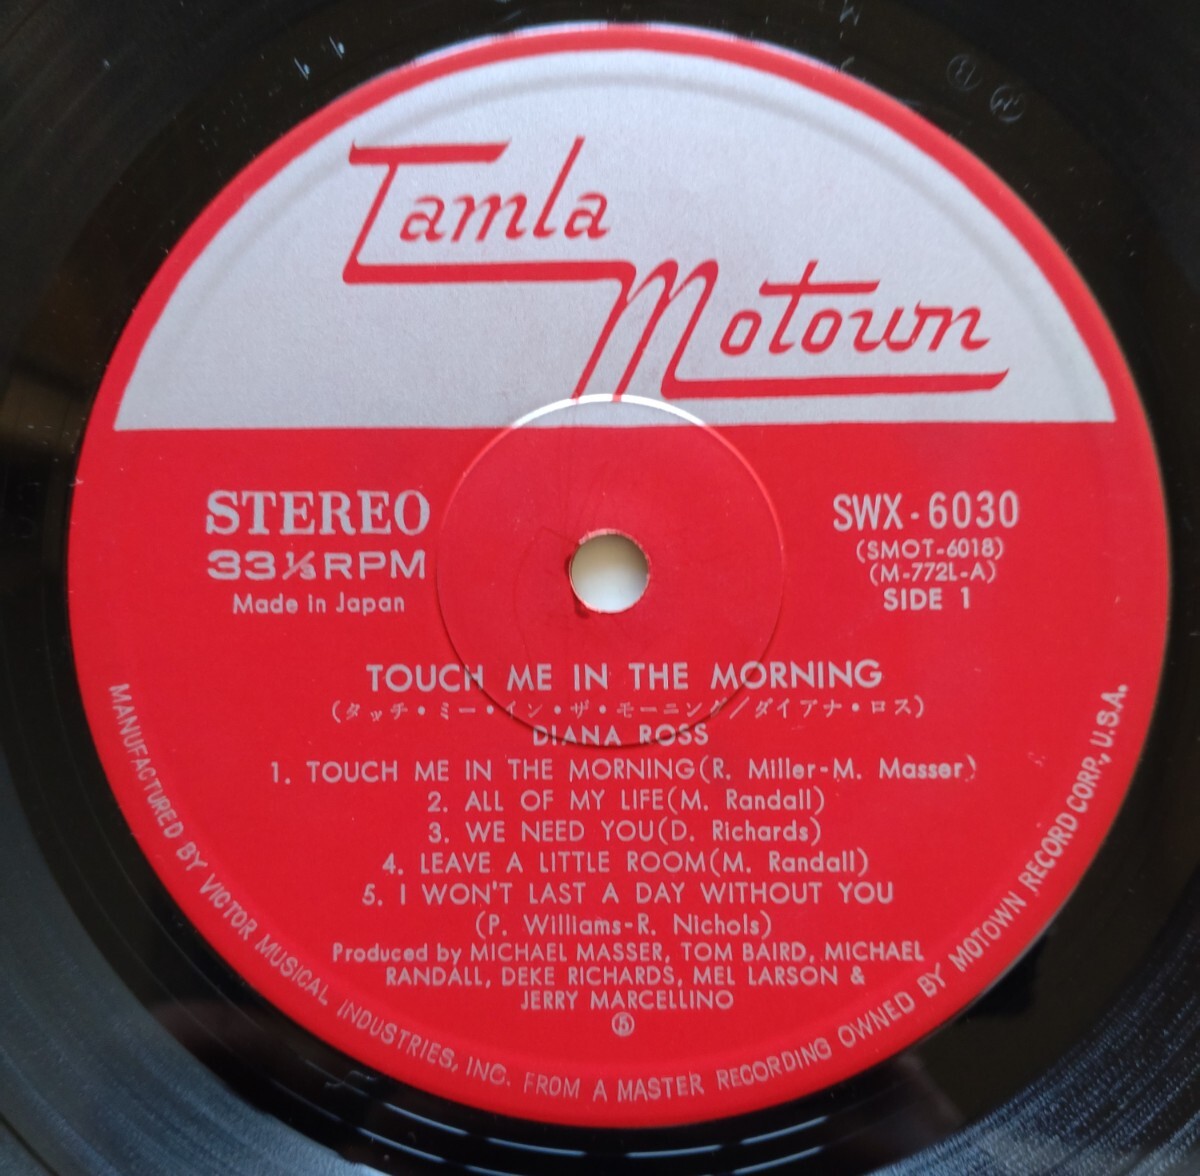 Tamla
Motown
STEREO
33⅓RPM
Made in Japan
SWX-6030
(SMOT-6018)
(M-772L-A)
SIDE 1
TOUCH ME IN THE MORNING
(タッチ・ミー・イン・ザ・モーニング/ダイアナ・ロス)
DIANA ROSS
1. TOUCH ME IN THE MORNING(R. Miller-M. Masser)
2. ALL OF MY LIFE(M. Randall)
3. WE NEED YOU(D. Richards)
4. LEAVE A LITTLE ROOM(M. Randall)
5. I WON'T LAST A DAY WITHOUT YOU
(P. Williams-R. Nichols)
Produced by MICHAEL MASSER, TOM BAIRD, MICHAEL
RANDALL, DEKE RICHARDS, MEL LARSON &
JERRY MARCELLINO
⑤
MANUFACTURED BY VICTOR MUSICAL INDUSTRIES, INC. FROM A MASTER RECORDING OWNED BY MOTOWN RECORD CORP., U.S.A.